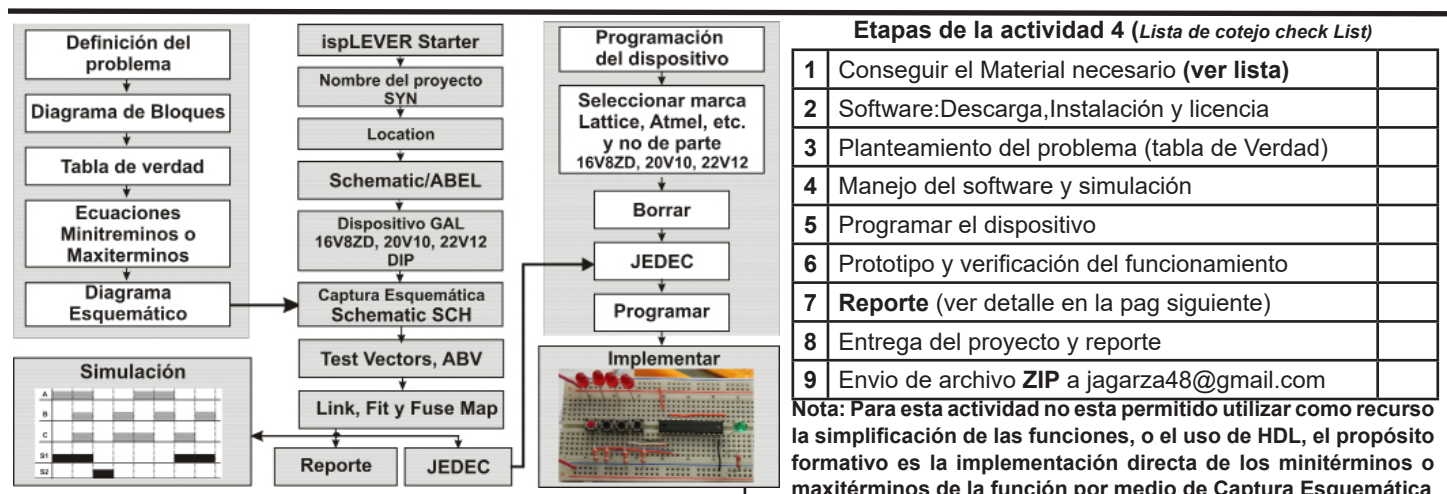 Definición del
problema
Diagrama de Bloques
Tabla de verdad
Ecuaciones
Minitreminos o
Maxiterminos
Diagrama
Esquemático
Simulación
A
B
C
S1
S2
ispLEVER Starter
Nombre del proyecto
SYN
Location
Schematic/ABEL
Dispositivo GAL
16V8ZD, 20V10, 22V12
DIP
Captura Esquemática
Schematic SCH
Test Vectors, ABV
Link, Fit y Fuse Map
Reporte
JEDEC
Programación
del dispositivo
Seleccionar marca
Lattice, Atmel, etc.
y no de parte
16V8ZD, 20V10, 22V12
Borrar
JEDEC
Programar
Implementar
Etapas de la actividad 4 (Lista de cotejo check List)
1 Conseguir el Material necesario (ver lista)
2 Software:Descarga,Instalación y licencia
3 Planteamiento del problema (tabla de Verdad)
4 Manejo del software y simulación
5 Programar el dispositivo
6 Prototipo y verificación del funcionamiento
7 Reporte (ver detalle en la pag siguiente)
8 Entrega del proyecto y reporte
9 Envio de archivo ZIP a jagarza48@gmail.com
Nota: Para esta actividad no esta permitido utilizar como recurso
la simplificación de las funciones, o el uso de HDL, el propósito
formativo es la implementación directa de los minitérminos o
maxitérminos de la función por medio de Captura Esquemática